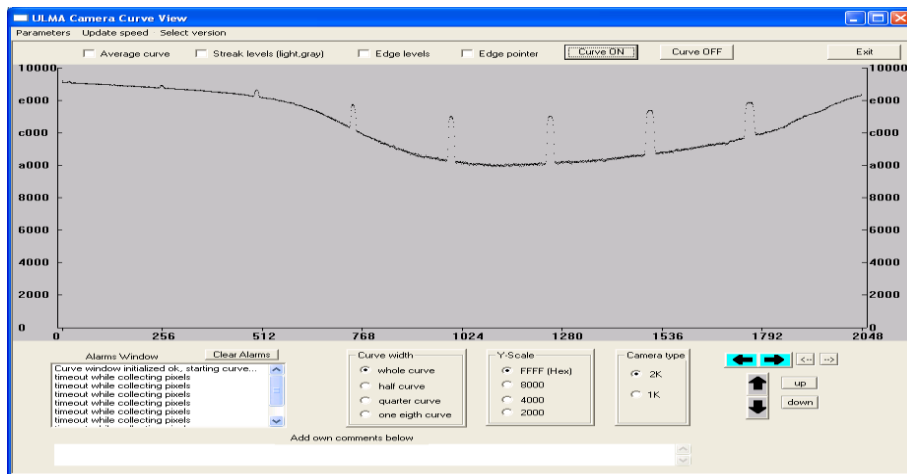 ULMA Camera Curve View
Parameters Update speed Select version
Average curve Streak levels (light,gray) Edge levels Edge pointer Curve ON Curve OFF Exit
10000 10000
e000 e000
c000 c000
a000 a000
8000 8000
6000 6000
4000 4000
2000 2000
0 0
0 256 512 768 1024 1280 1536 1792 2048
Alarms Window Clear Alarms Curve width Y-Scale Camera type
Curve window initialized ok, starting curve...
timeout while collecting pixels
timeout while collecting pixels
timeout while collecting pixels
timeout while collecting pixels
timeout while collecting pixels
timeout while collecting pixels
whole curve
half curve
quarter curve
one eigth curve
FFFF (Hex)
8000
4000
2000
2K
1K
<-- -->
up
down
Add own comments below